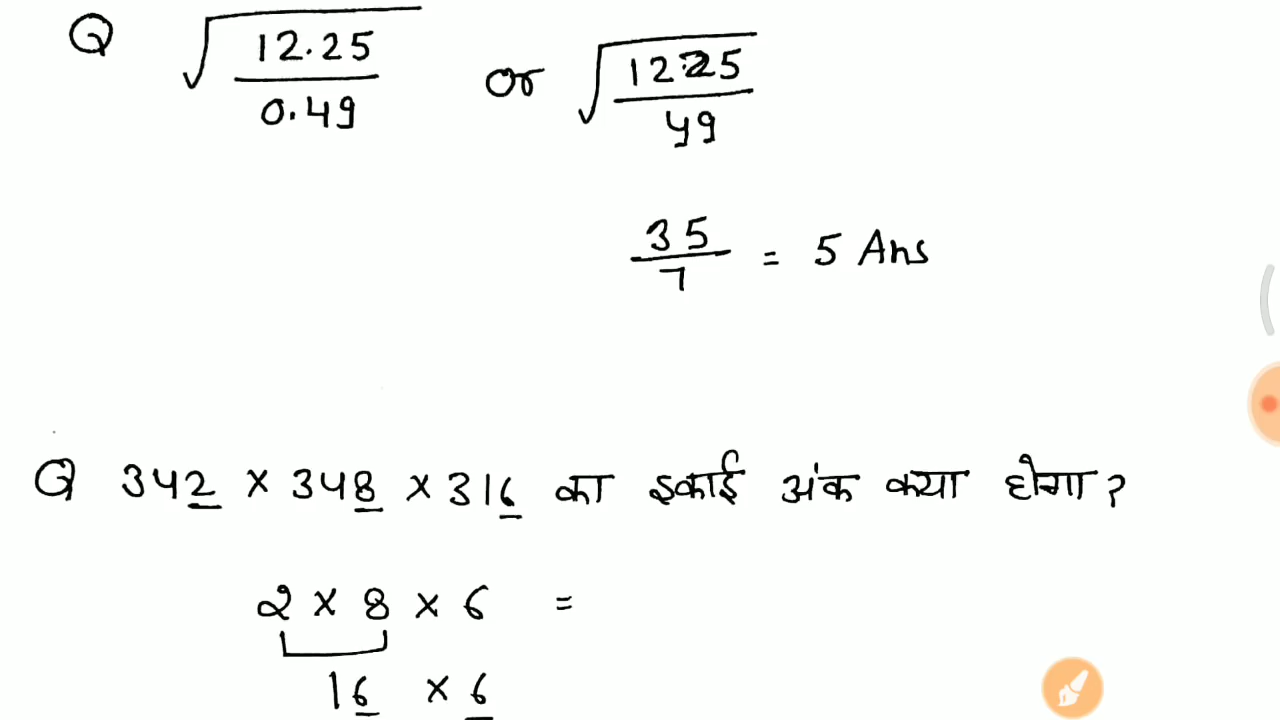 Q √(12.25/0.49) or √(1225/49)
35/7 = 5 Ans
Q 342 × 348 × 316 का इकाई अंक क्या होगा?
2 × 8 × 6 =
16 × 6